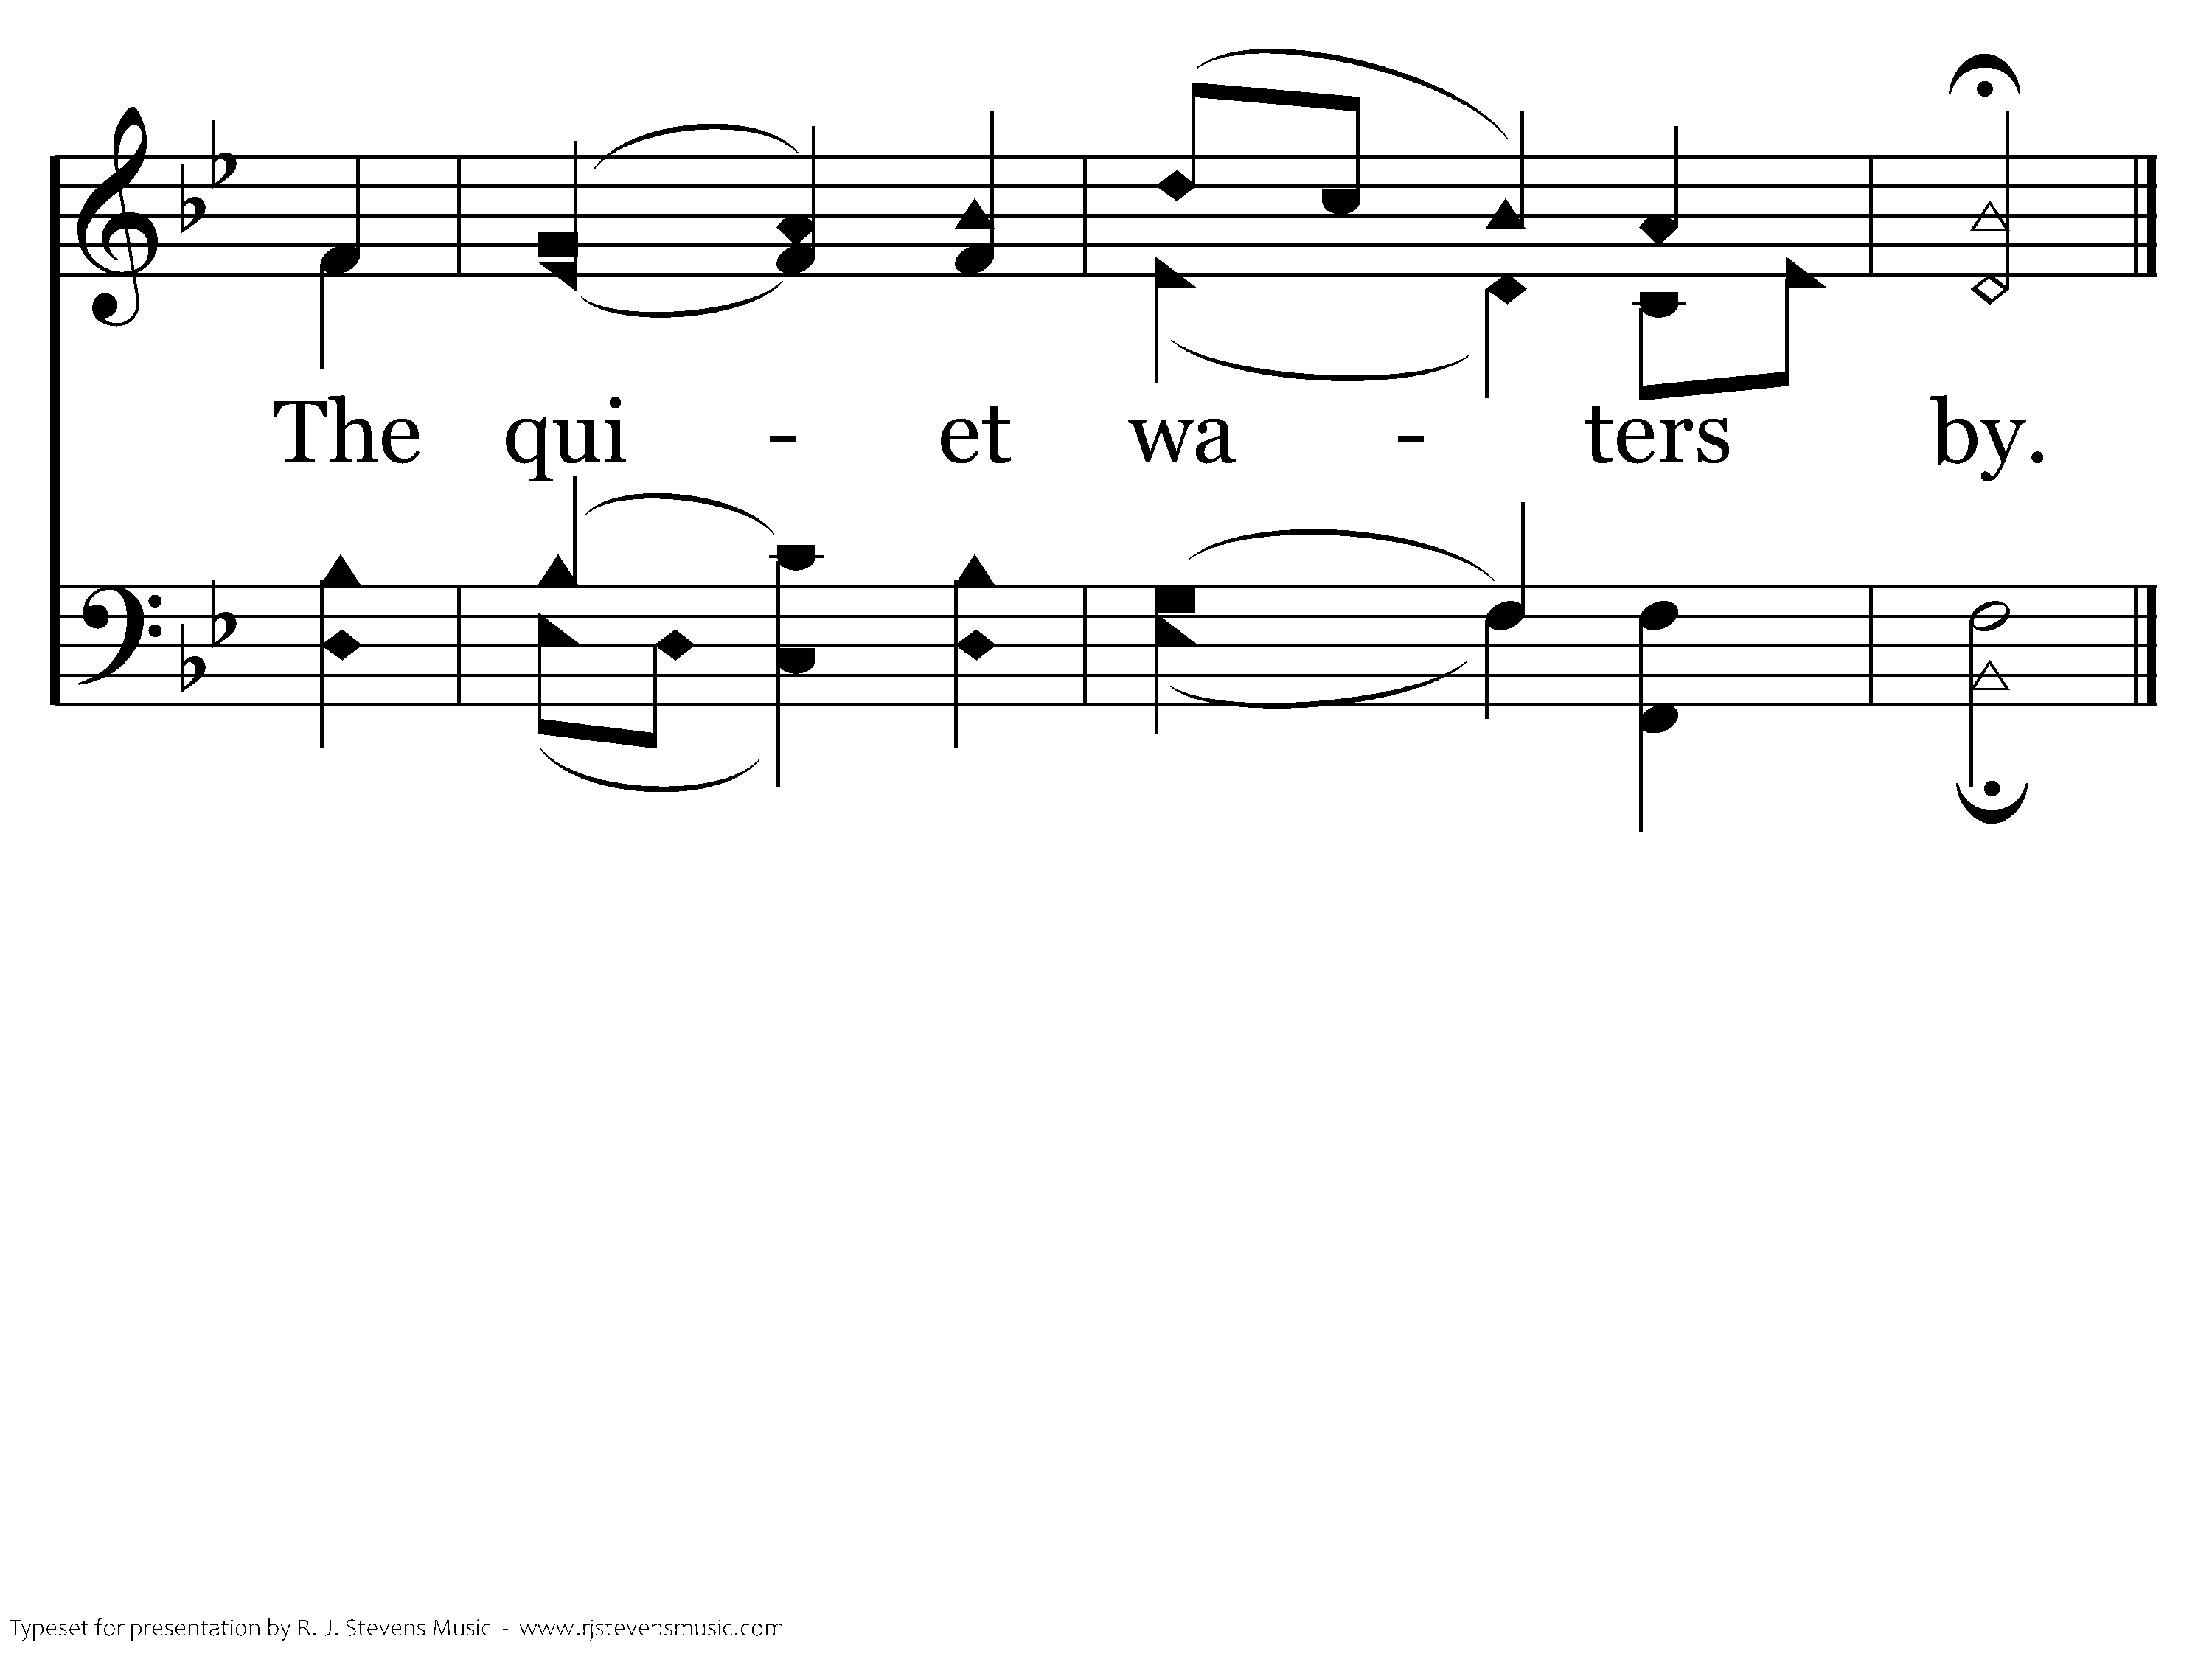 The qui - et wa - ters by.
Typeset for presentation by R. J. Stevens Music - www.rjstevensmusic.com